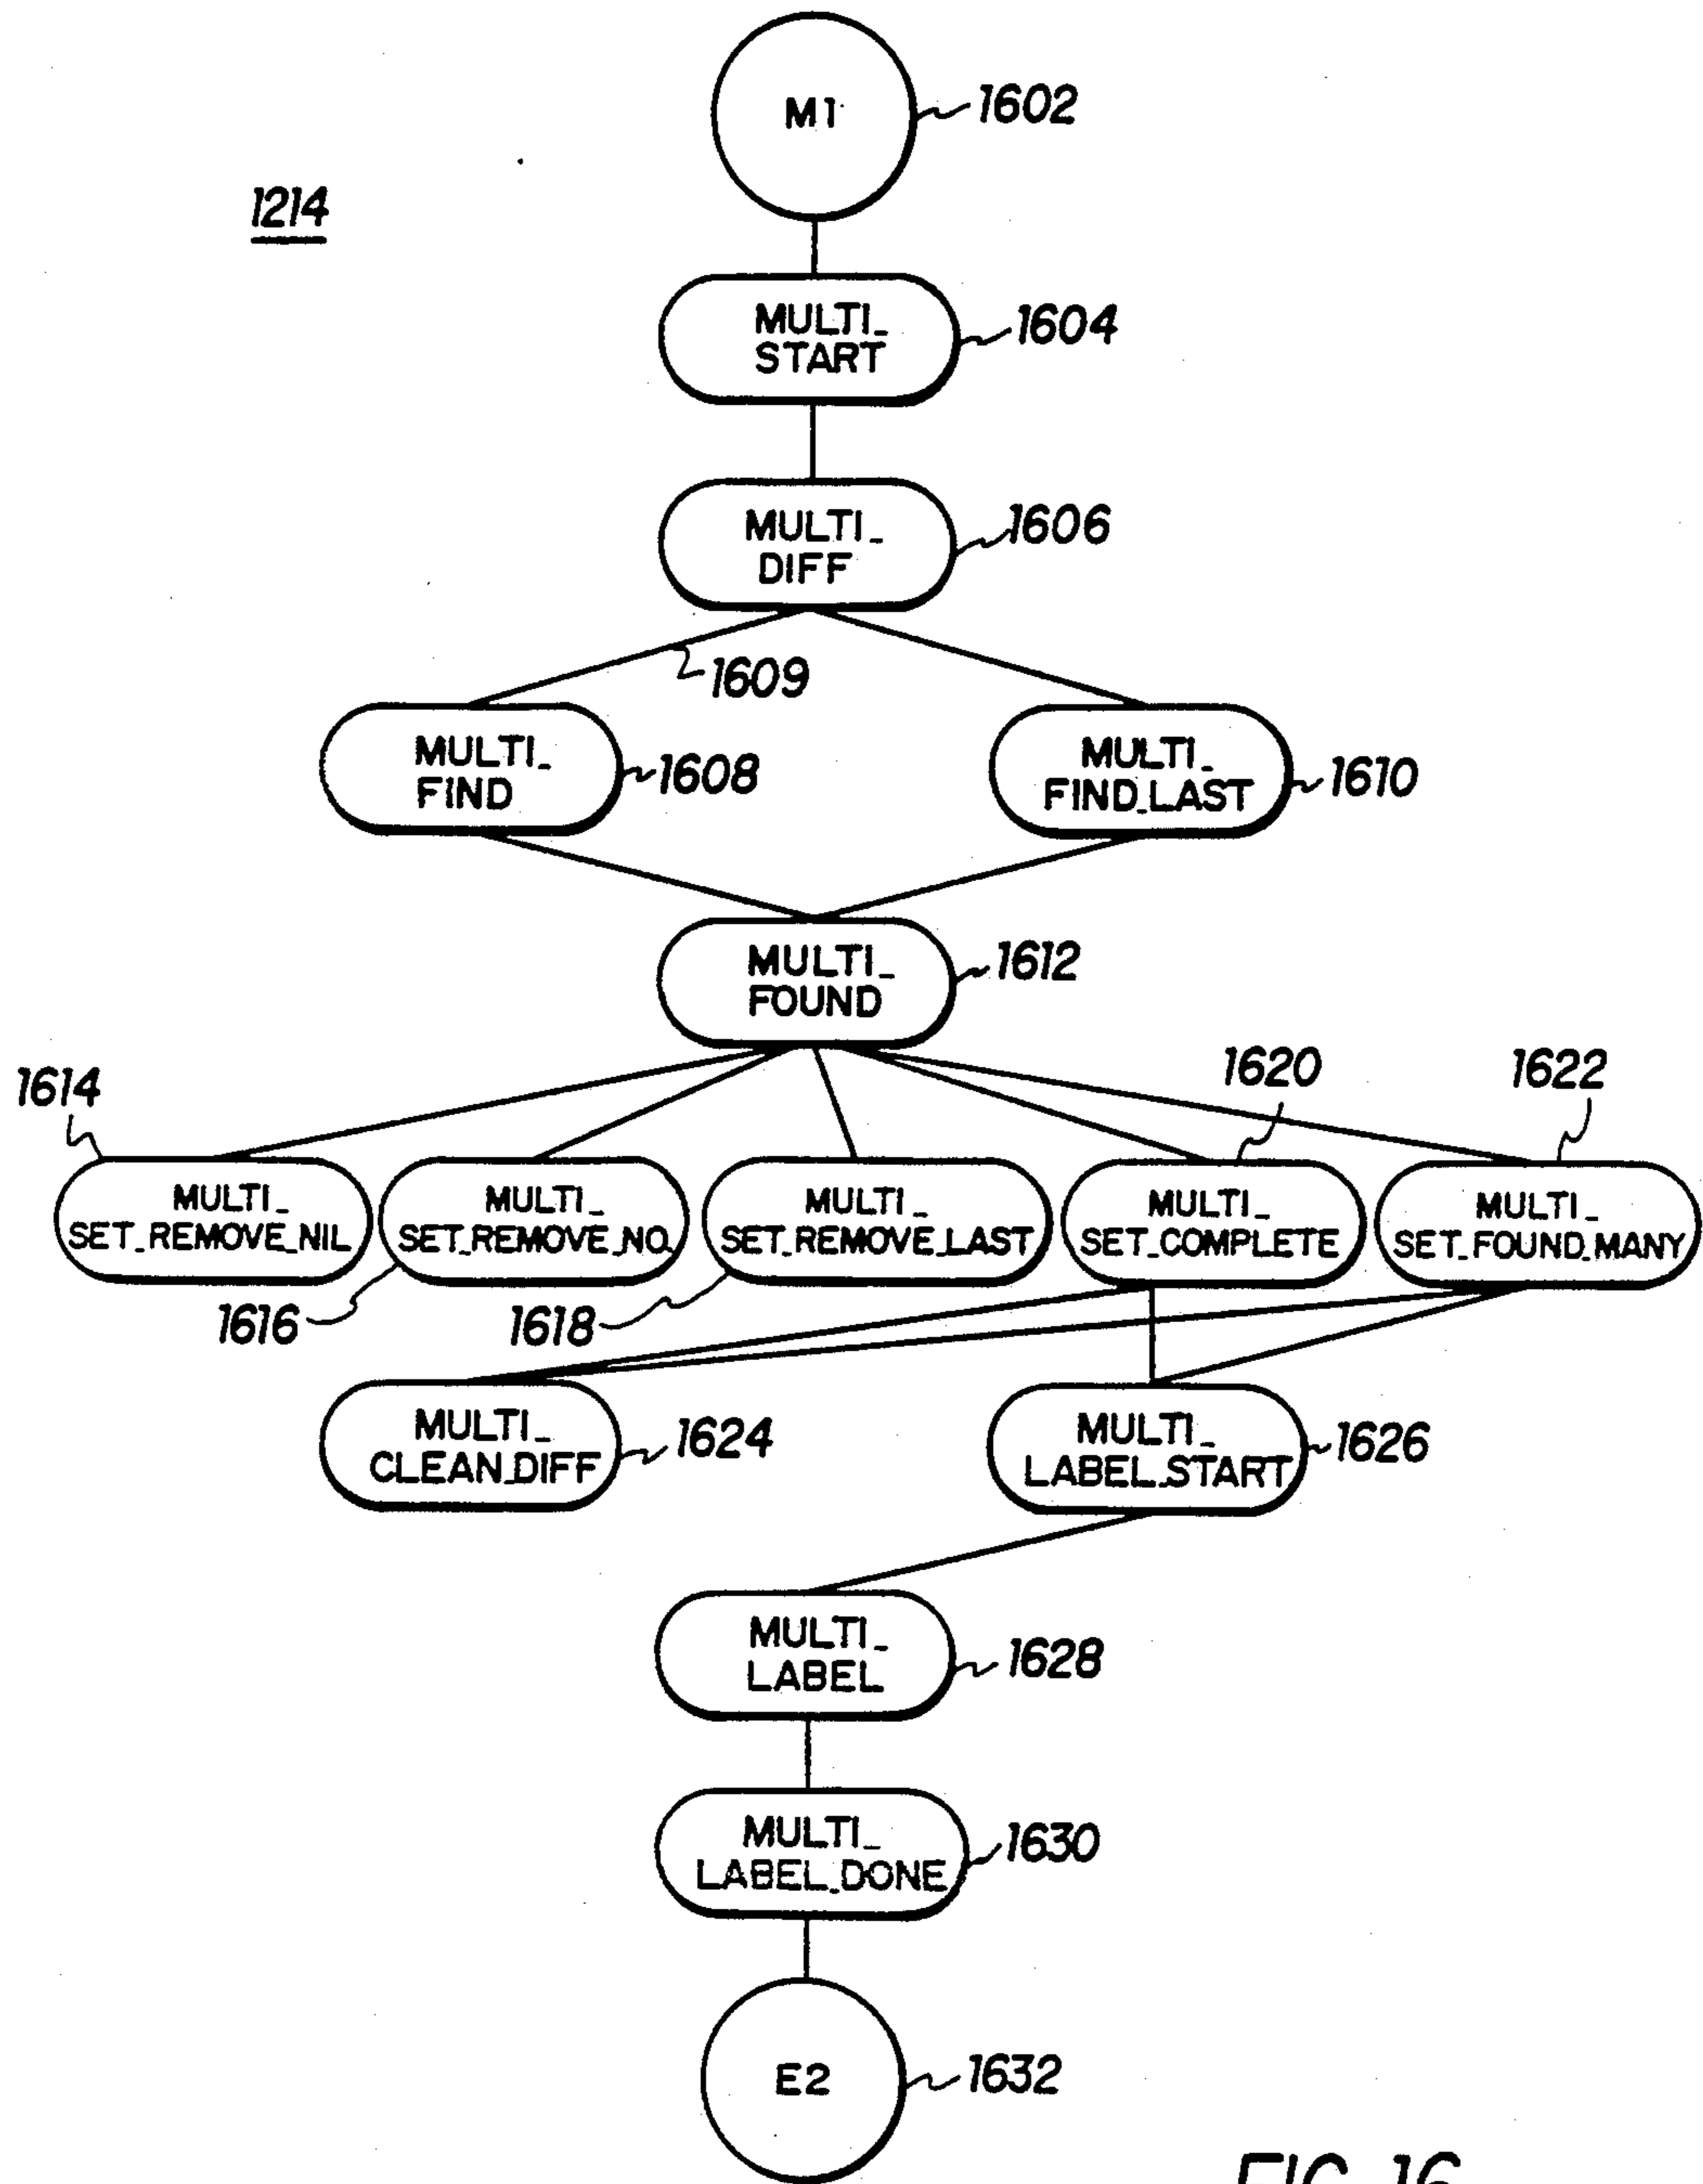 M1
1602
1214
MULTI_
START
1604
MULTI_
DIFF
1606
1609
MULTI_
FIND
1608
MULTI_
FIND_LAST
1610
MULTI_
FOUND
1612
1614
1620
1622
MULTI_
SET_REMOVE_NIL
MULTI_
SET_REMOVE_NO
MULTI_
SET_REMOVE_LAST
MULTI_
SET_COMPLETE
MULTI_
SET_FOUND_MANY
1616
1618
MULTI_
CLEAN_DIFF
1624
MULTI_
LABEL_START
1626
MULTI_
LABEL
1628
MULTI_
LABEL_DONE
1630
E2
1632
FIG. 16